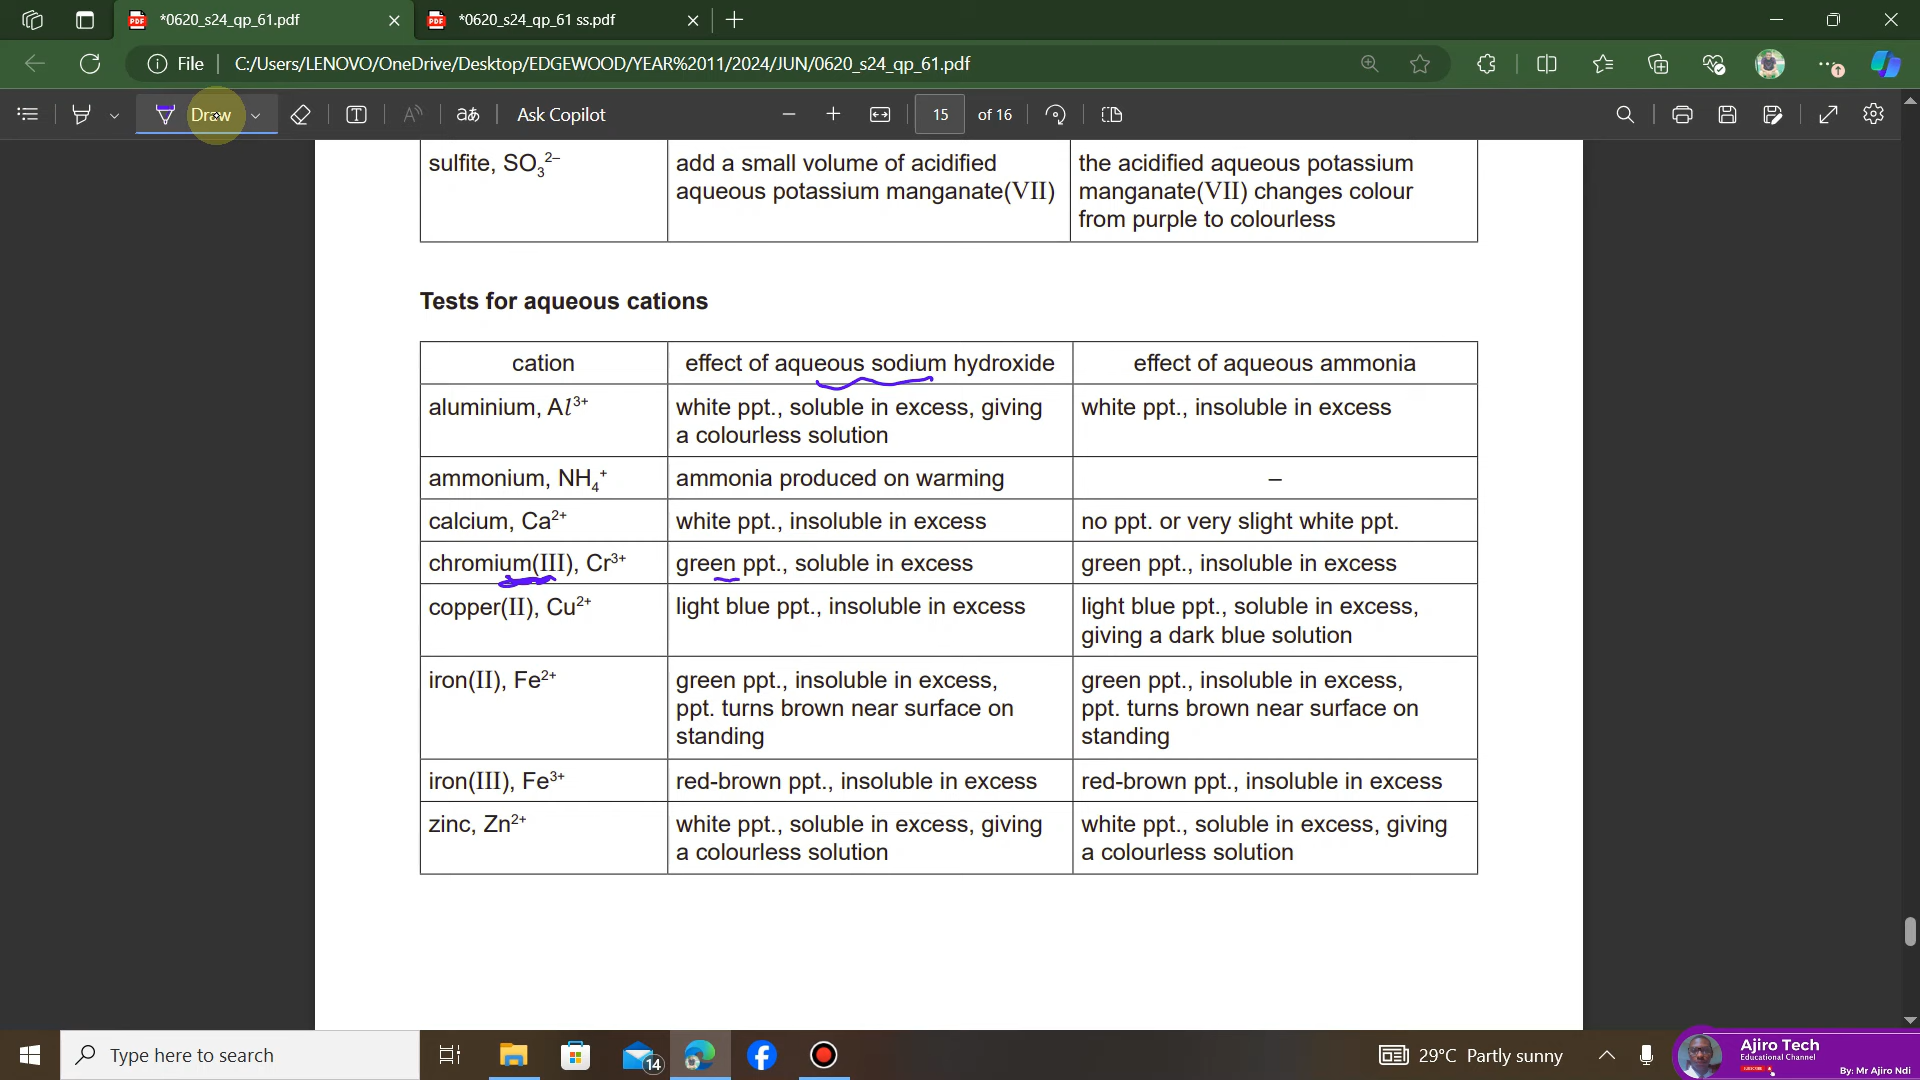 *0620_s24_qp_61.pdf
*0620_s24_qp_61 ss.pdf
File
C:/Users/LENOVO/OneDrive/Desktop/EDGEWOOD/YEAR%2011/2024/JUN/0620_s24_qp_61.pdf
Draw
Ask Copilot
15 of 16
sulfite, SO₃²⁻
add a small volume of acidified
aqueous potassium manganate(VII)
the acidified aqueous potassium
manganate(VII) changes colour
from purple to colourless
Tests for aqueous cations
cation
effect of aqueous sodium hydroxide
effect of aqueous ammonia
aluminium, Al³⁺
white ppt., soluble in excess, giving
a colourless solution
white ppt., insoluble in excess
ammonium, NH₄⁺
ammonia produced on warming
–
calcium, Ca²⁺
white ppt., insoluble in excess
no ppt. or very slight white ppt.
chromium(III), Cr³⁺
green ppt., soluble in excess
green ppt., insoluble in excess
copper(II), Cu²⁺
light blue ppt., insoluble in excess
light blue ppt., soluble in excess,
giving a dark blue solution
iron(II), Fe²⁺
green ppt., insoluble in excess,
ppt. turns brown near surface on
standing
green ppt., insoluble in excess,
ppt. turns brown near surface on
standing
iron(III), Fe³⁺
red-brown ppt., insoluble in excess
red-brown ppt., insoluble in excess
zinc, Zn²⁺
white ppt., soluble in excess, giving
a colourless solution
white ppt., soluble in excess, giving
a colourless solution
Type here to search
14
29°C Partly sunny
Ajiro Tech
Educational Channel
By: Mr Ajiro Ndi